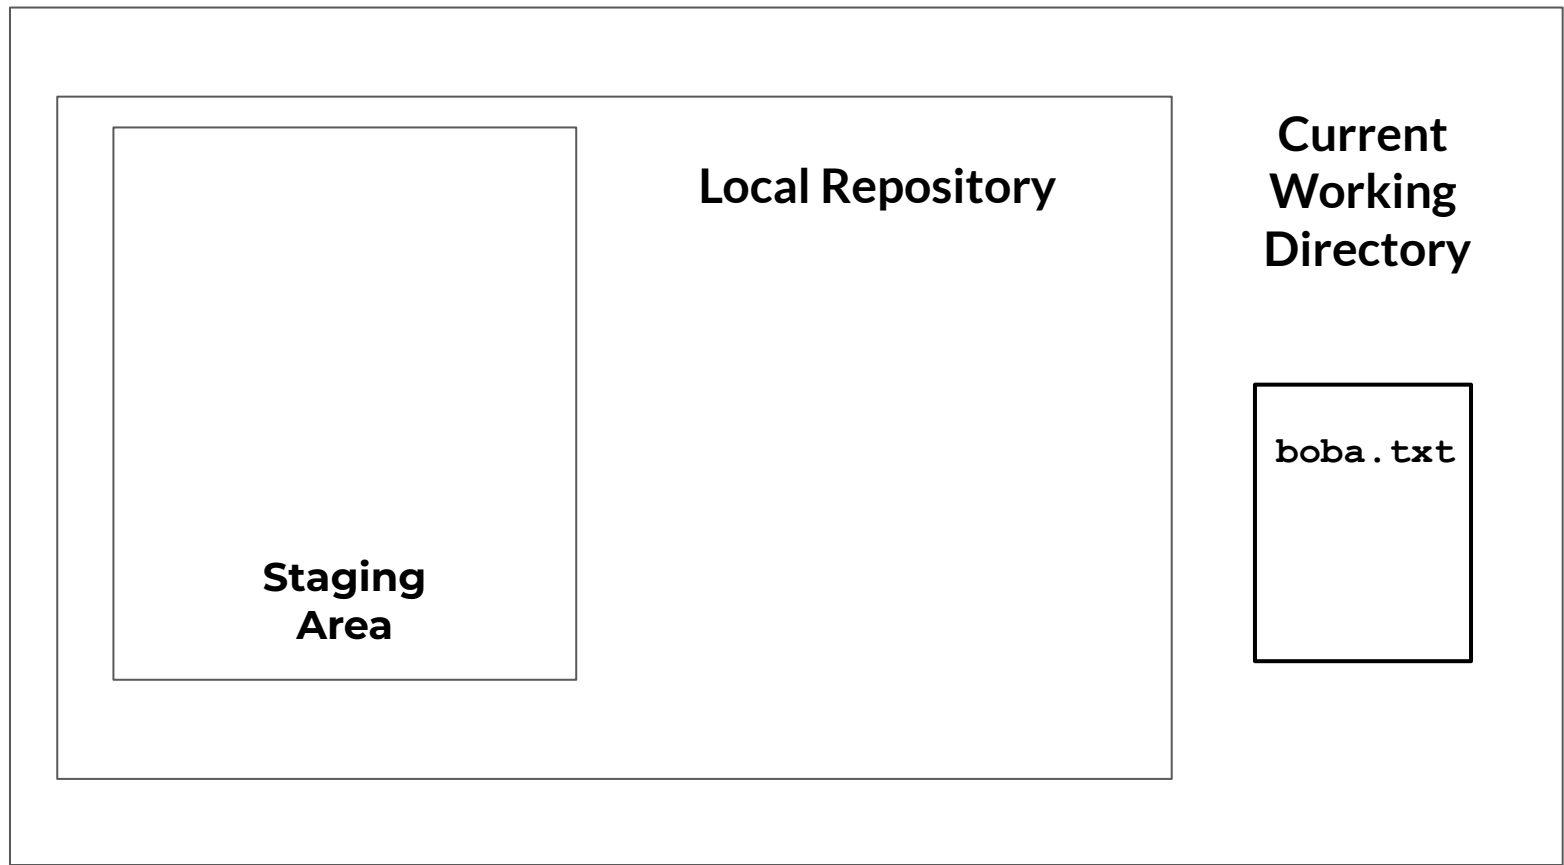 Local Repository
Current
Working
Directory
boba.txt
Staging
Area